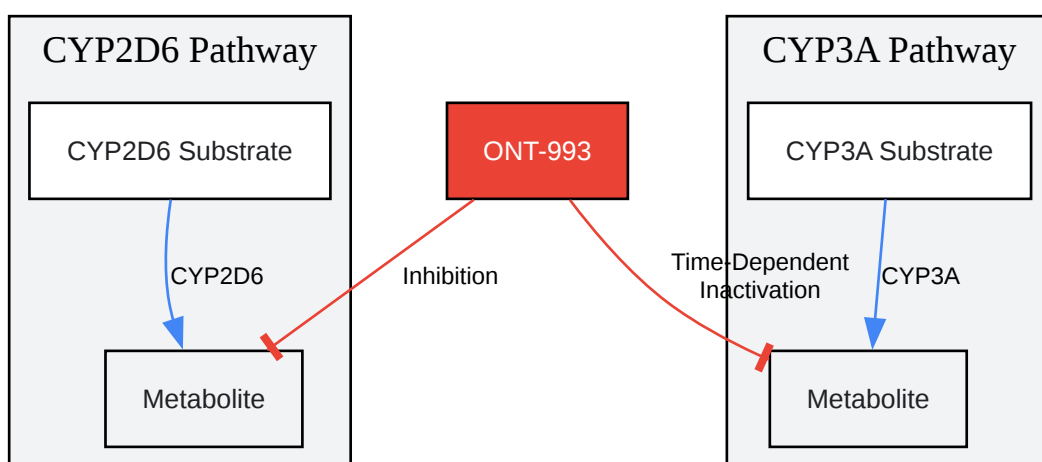 CYP2D6 Pathway
CYP3A Pathway
CYP2D6 Substrate
ONT-993
CYP3A Substrate
CYP2D6
Inhibition
Time-Dependent
Inactivation
CYP3A
Metabolite
Metabolite